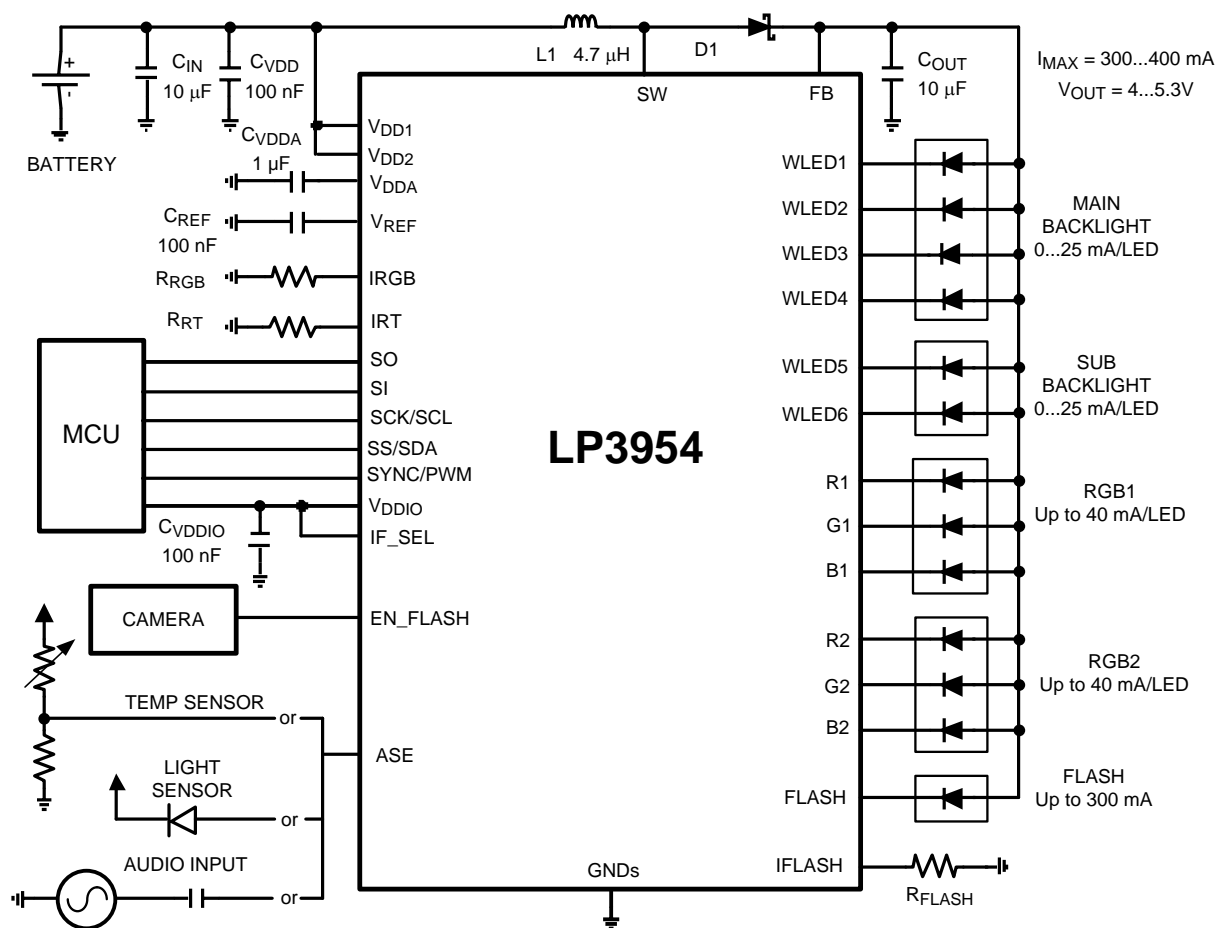 L1 4.7 μH
D1
CIN
10 μF
CVDD
100 nF
SW
FB
COUT
10 μF
IMAX = 300...400 mA
VOUT = 4...5.3V
+
-
BATTERY
CVDDA
1 μF
VDD1
VDD2
VDDA
CREF
100 nF
VREF
RRGB
IRGB
RRT
IRT
MCU
SO
SI
SCK/SCL
SS/SDA
SYNC/PWM
VDDIO
CVDDIO
100 nF
IF_SEL
CAMERA
EN_FLASH
TEMP SENSOR
or
ASE
LIGHT
SENSOR
or
AUDIO INPUT
or
LP3954
GNDs
WLED1
WLED2
WLED3
WLED4
MAIN
BACKLIGHT
0...25 mA/LED
WLED5
WLED6
SUB
BACKLIGHT
0...25 mA/LED
R1
G1
B1
RGB1
Up to 40 mA/LED
R2
G2
B2
RGB2
Up to 40 mA/LED
FLASH
FLASH
Up to 300 mA
IFLASH
RFLASH